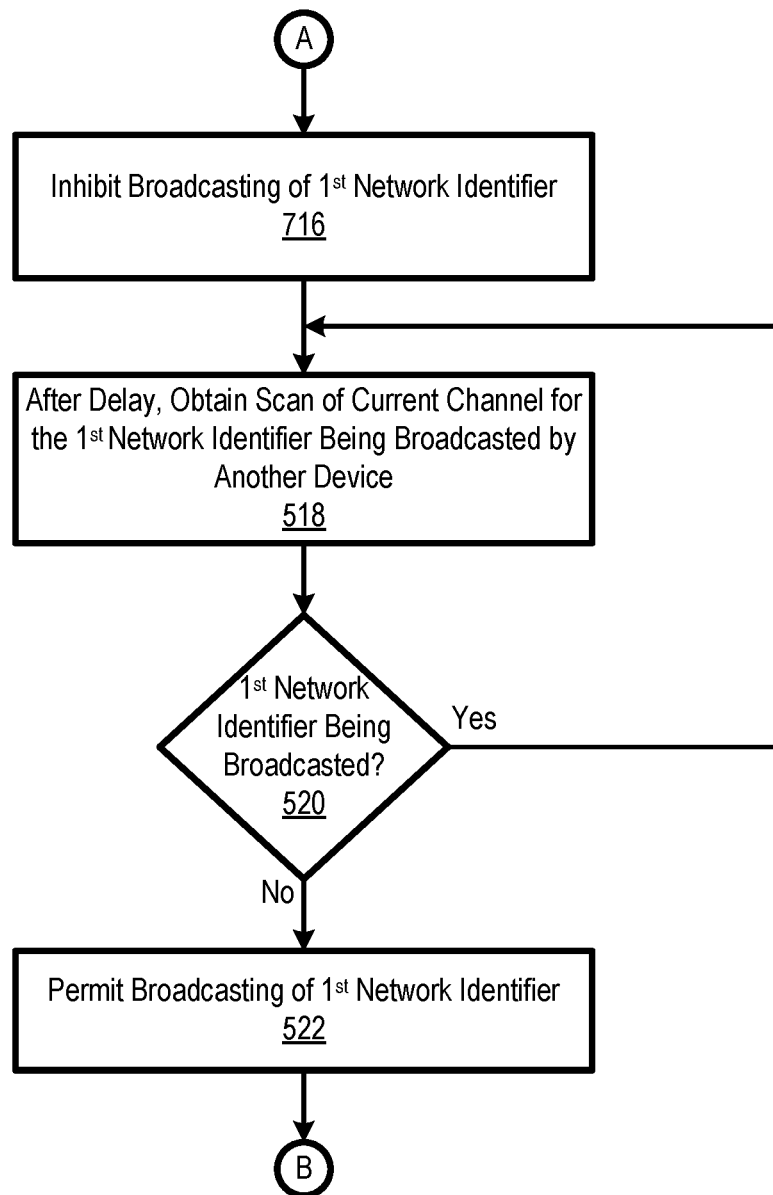 A
Inhibit Broadcasting of 1st Network Identifier
716
After Delay, Obtain Scan of Current Channel for
the 1st Network Identifier Being Broadcasted by
Another Device
518
1st Network
Identifier Being
Broadcasted?
520
Yes
No
Permit Broadcasting of 1st Network Identifier
522
B